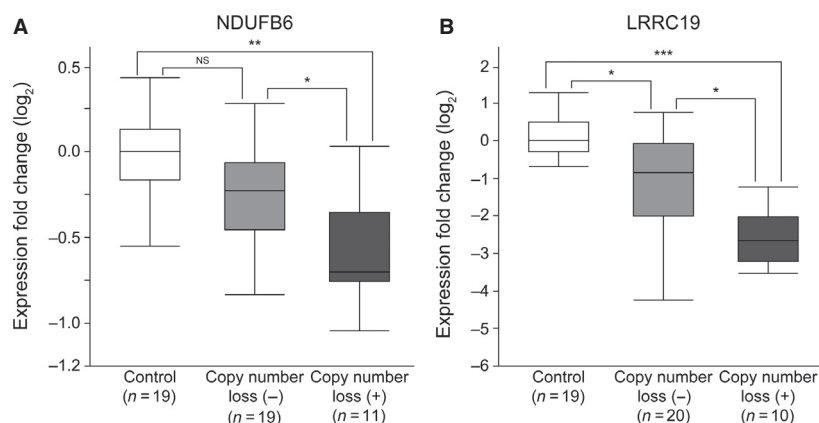 A
NDUFB6
Expression fold change (log2)
0.5
0.0
–0.5
–1.0
–1.2
**
NS
*
Control
(n = 19)
Copy number
loss (–)
(n = 19)
Copy number
loss (+)
(n = 11)
B
LRRC19
Expression fold change (log2)
2
1
0
–1
–2
–3
–4
–5
–6
***
*
*
Control
(n = 19)
Copy number
loss (–)
(n = 20)
Copy number
loss (+)
(n = 10)